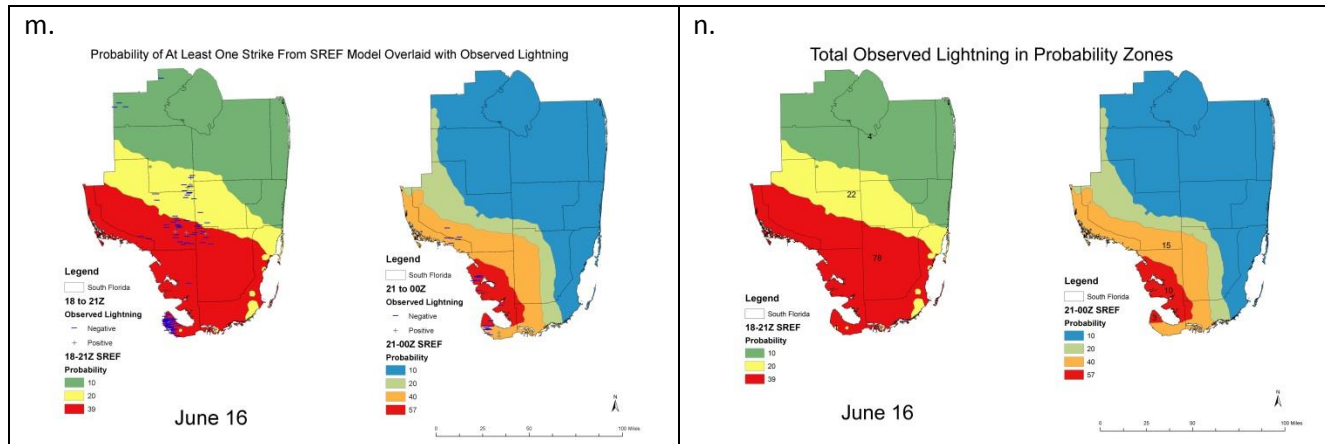 m.
Probability of At Least One Strike From SREF Model Overlaid with Observed Lightning
Legend
South Florida
18 to 21Z
Observed Lightning
Negative
Positive
18-21Z SREF
Probability
10
20
39
June 16
Legend
South Florida
21 to 00Z
Observed Lightning
Negative
Positive
21-00Z SREF
Probability
10
20
40
57
N
0 25 50 100 Miles
n.
Total Observed Lightning in Probability Zones
4
22
78
Legend
South Florida
18-21Z SREF
Probability
10
20
39
June 16
15
10
Legend
South Florida
21-00Z SREF
Probability
10
20
40
57
N
0 25 50 100 Miles